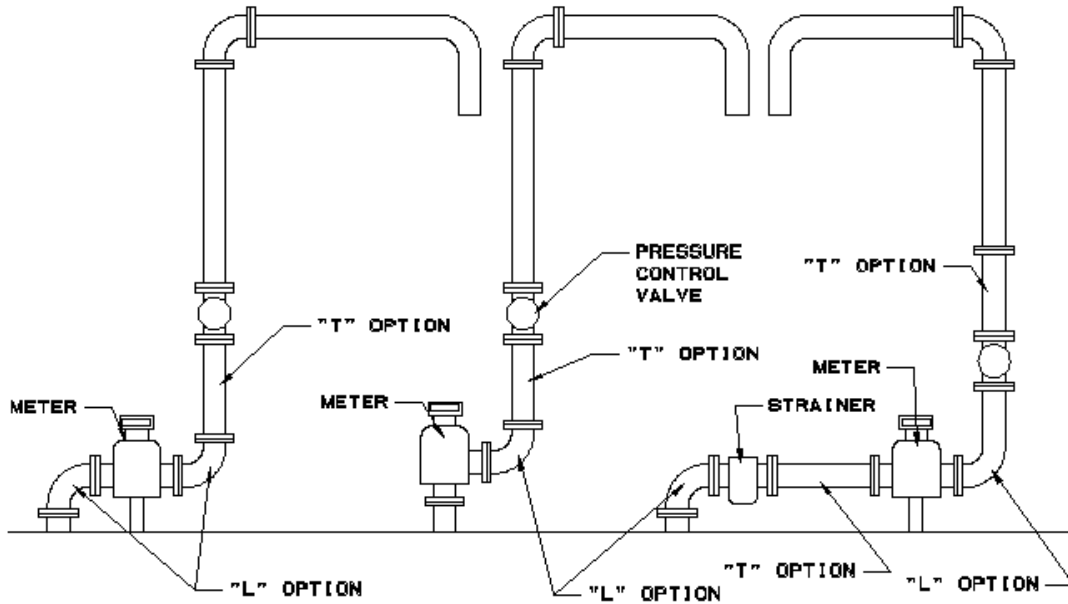 PRESSURE
CONTROL
VALVE
"T" OPTION
"T" OPTION
"T" OPTION
METER
METER
METER
STRAINER
"L" OPTION
"L" OPTION
"T" OPTION
"L" OPTION